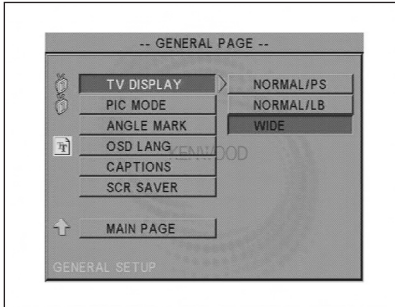 -- GENERAL PAGE --
TV DISPLAY
NORMAL/PS
PIC MODE
NORMAL/LB
ANGLE MARK
WIDE
OSD LANG
KENWOOD
CAPTIONS
SCR SAVER
MAIN PAGE
GENERAL SETUP